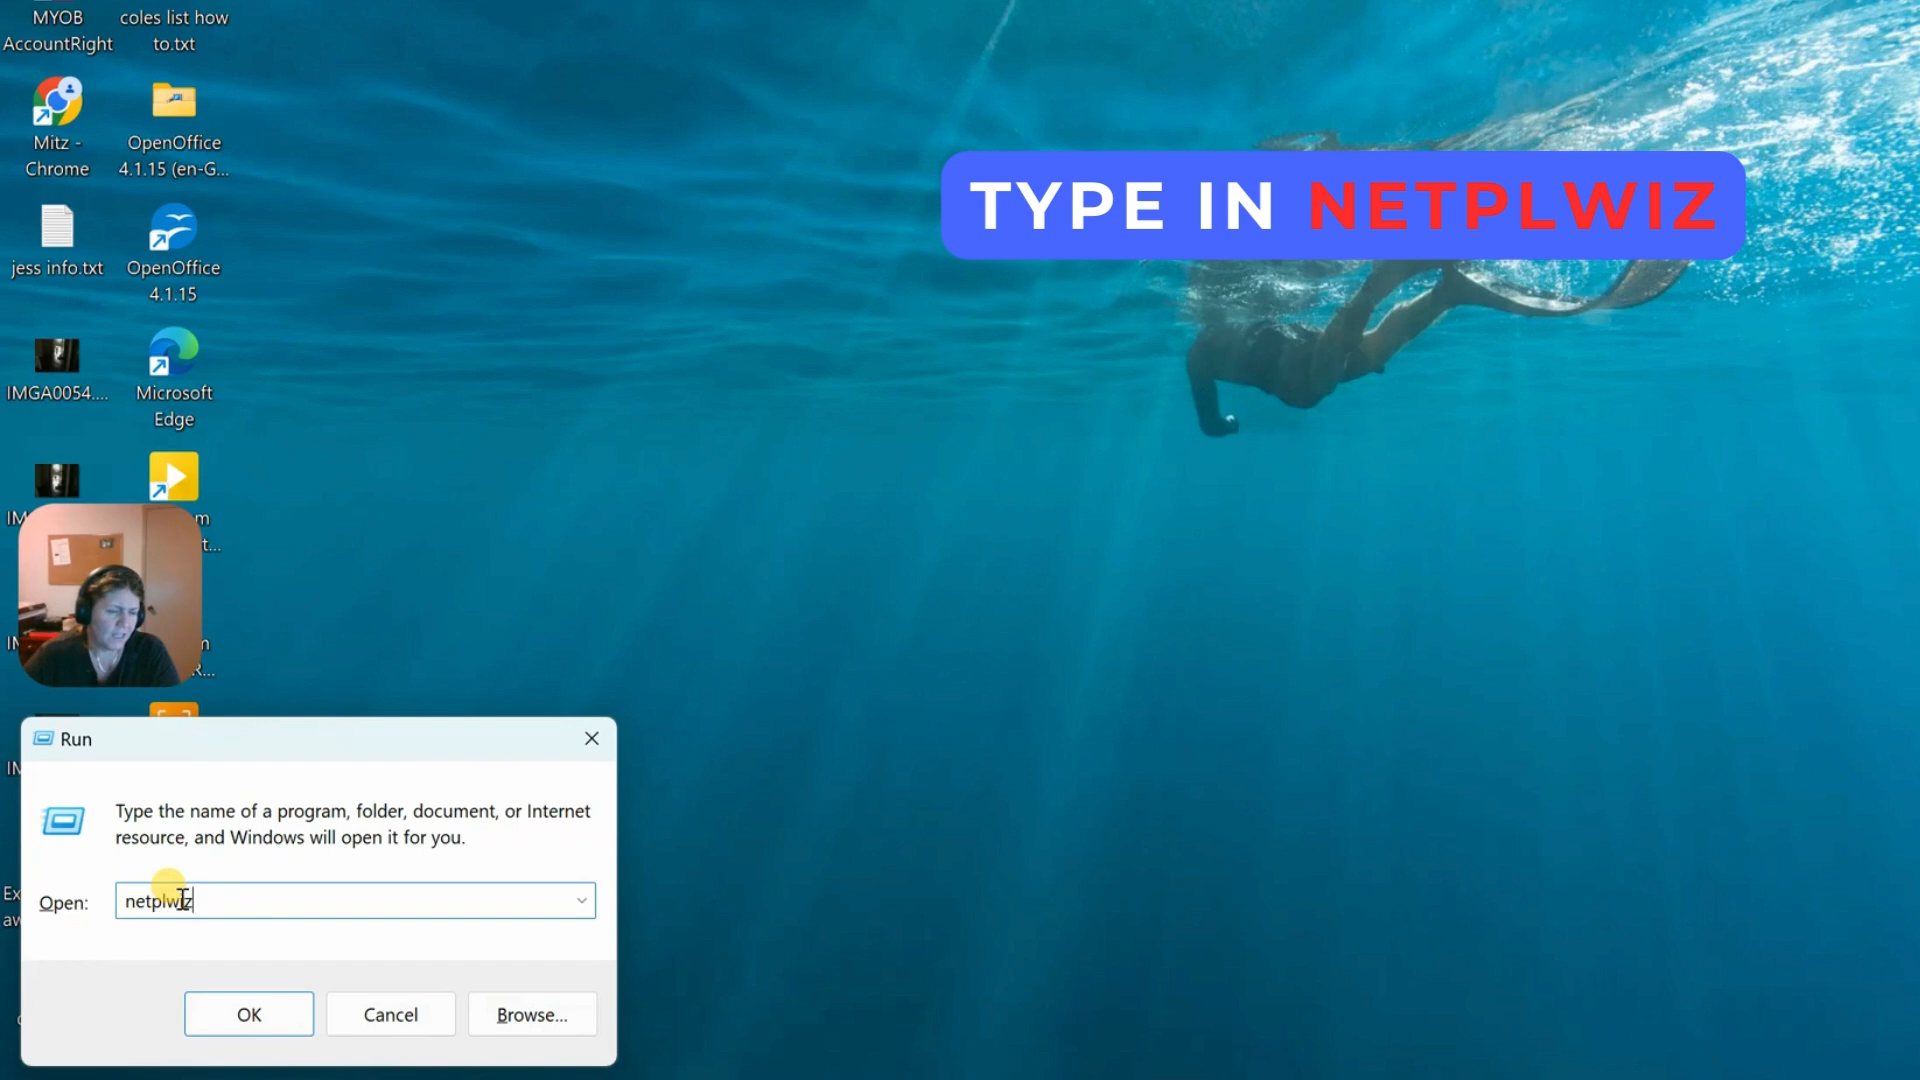 MYOB
AccountRight
coles list how
to.txt
Mitz -
Chrome
OpenOffice
4.1.15 (en-G...
jess info.txt
OpenOffice
4.1.15
IMGA0054....
Microsoft
Edge
TYPE IN NETPLWIZ
Run
Type the name of a program, folder, document, or Internet
resource, and Windows will open it for you.
Open:
netplwiz
OK
Cancel
Browse...